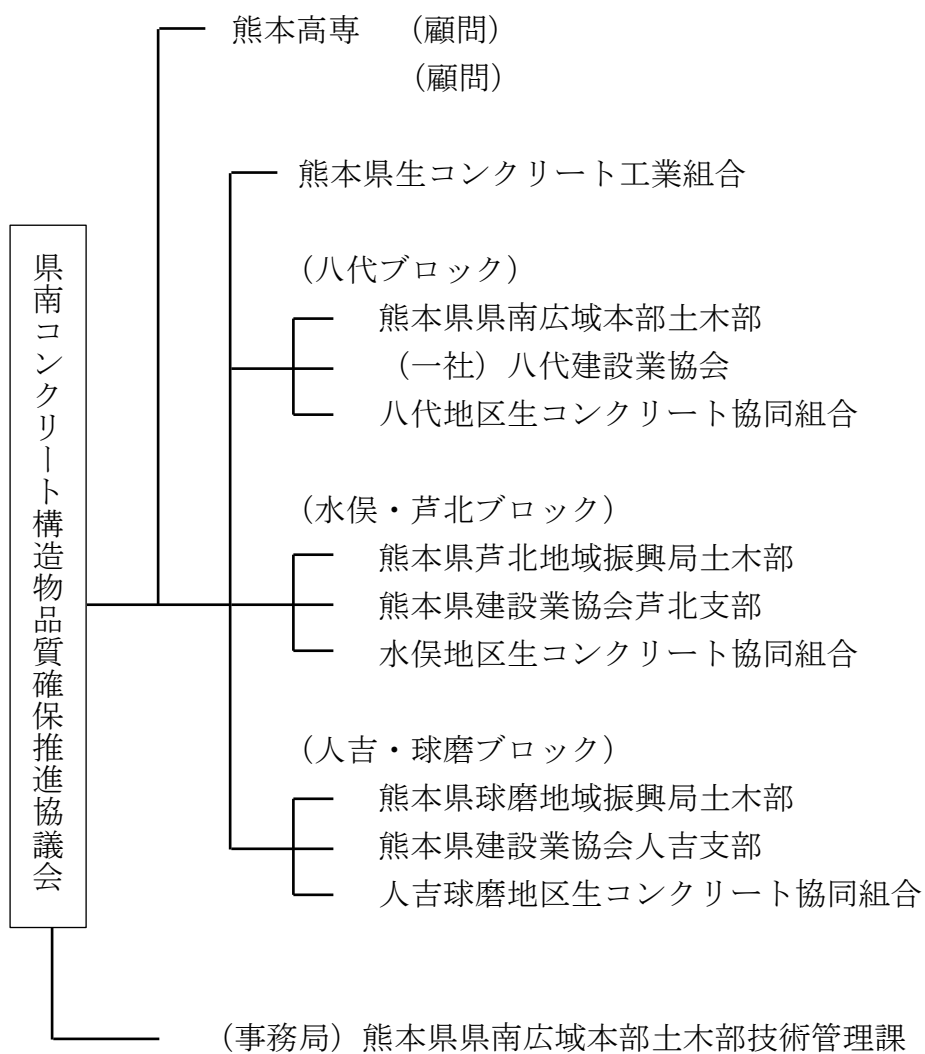 熊本高専　（顧問）
（顧問）
熊本県生コンクリート工業組合
県南コンクリート構造物品質確保推進協議会
（八代ブロック）
熊本県県南広域本部土木部
（一社）八代建設業協会
八代地区生コンクリート協同組合
（水俣・芦北ブロック）
熊本県芦北地域振興局土木部
熊本県建設業協会芦北支部
水俣地区生コンクリート協同組合
（人吉・球磨ブロック）
熊本県球磨地域振興局土木部
熊本県建設業協会人吉支部
人吉球磨地区生コンクリート協同組合
（事務局）熊本県県南広域本部土木部技術管理課